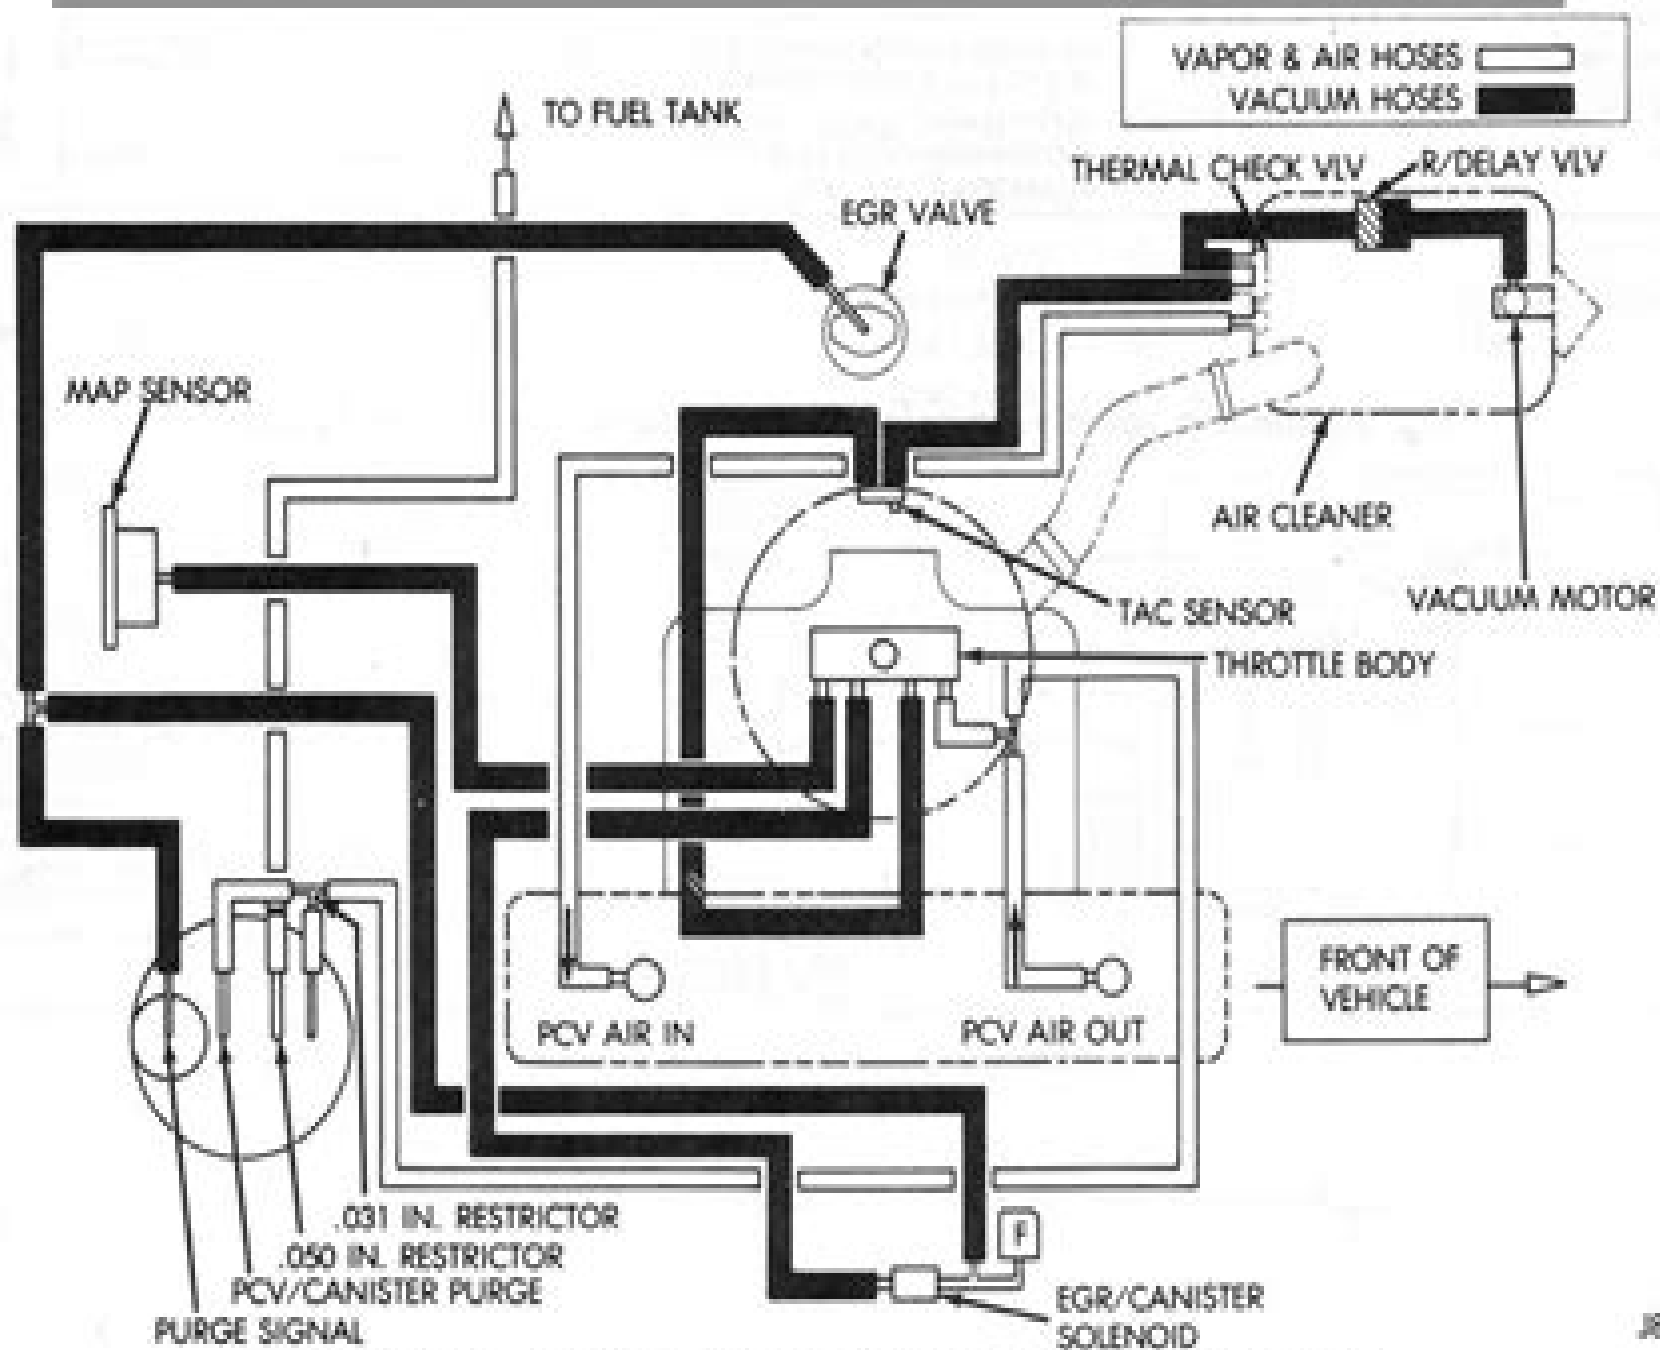 VAPOR & AIR HOSES
VACUUM HOSES
TO FUEL TANK
THERMAL CHECK VLV
R/DELAY VLV
EGR VALVE
MAP SENSOR
AIR CLEANER
VACUUM MOTOR
TAC SENSOR
THROTTLE BODY
FRONT OF
VEHICLE
PCV AIR IN
PCV AIR OUT
.031 IN. RESTRICTOR
.050 IN. RESTRICTOR
PCV/CANISTER PURGE
PURGE SIGNAL
F
EGR/CANISTER
SOLENOID